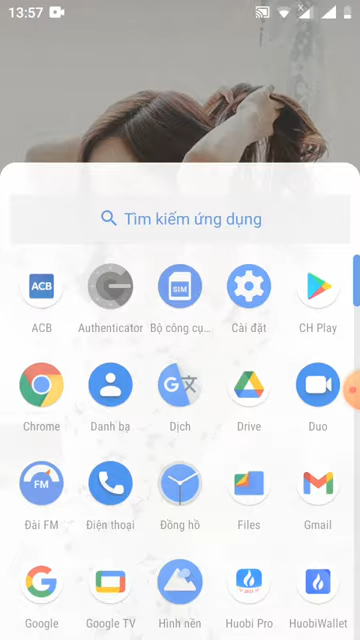 13:57
Tìm kiếm ứng dụng
ACB
ACB Authenticator Bộ công cụ... Cài đặt CH Play
SIM
Chrome Danh bạ Dịch Drive Duo
FM
Đài FM Điện thoại Đồng hồ Files Gmail
Google Google TV Hình nền Huobi Pro HuobiWallet